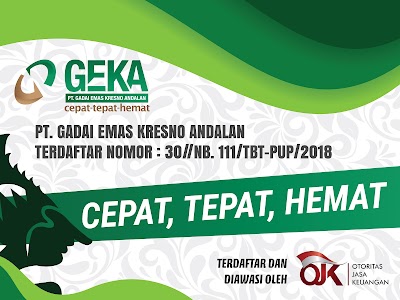 GEKA
PT. GADAI EMAS KRESNO ANDALAN
cepat-tepat-hemat
PT. GADAI EMAS KRESNO ANDALAN
TERDAFTAR NOMOR : 30//NB. 111/TBT-PUP/2018
CEPAT, TEPAT, HEMAT
TERDAFTAR DAN
DIAWASI OLEH
OJK
OTORITAS
JASA
KEUANGAN